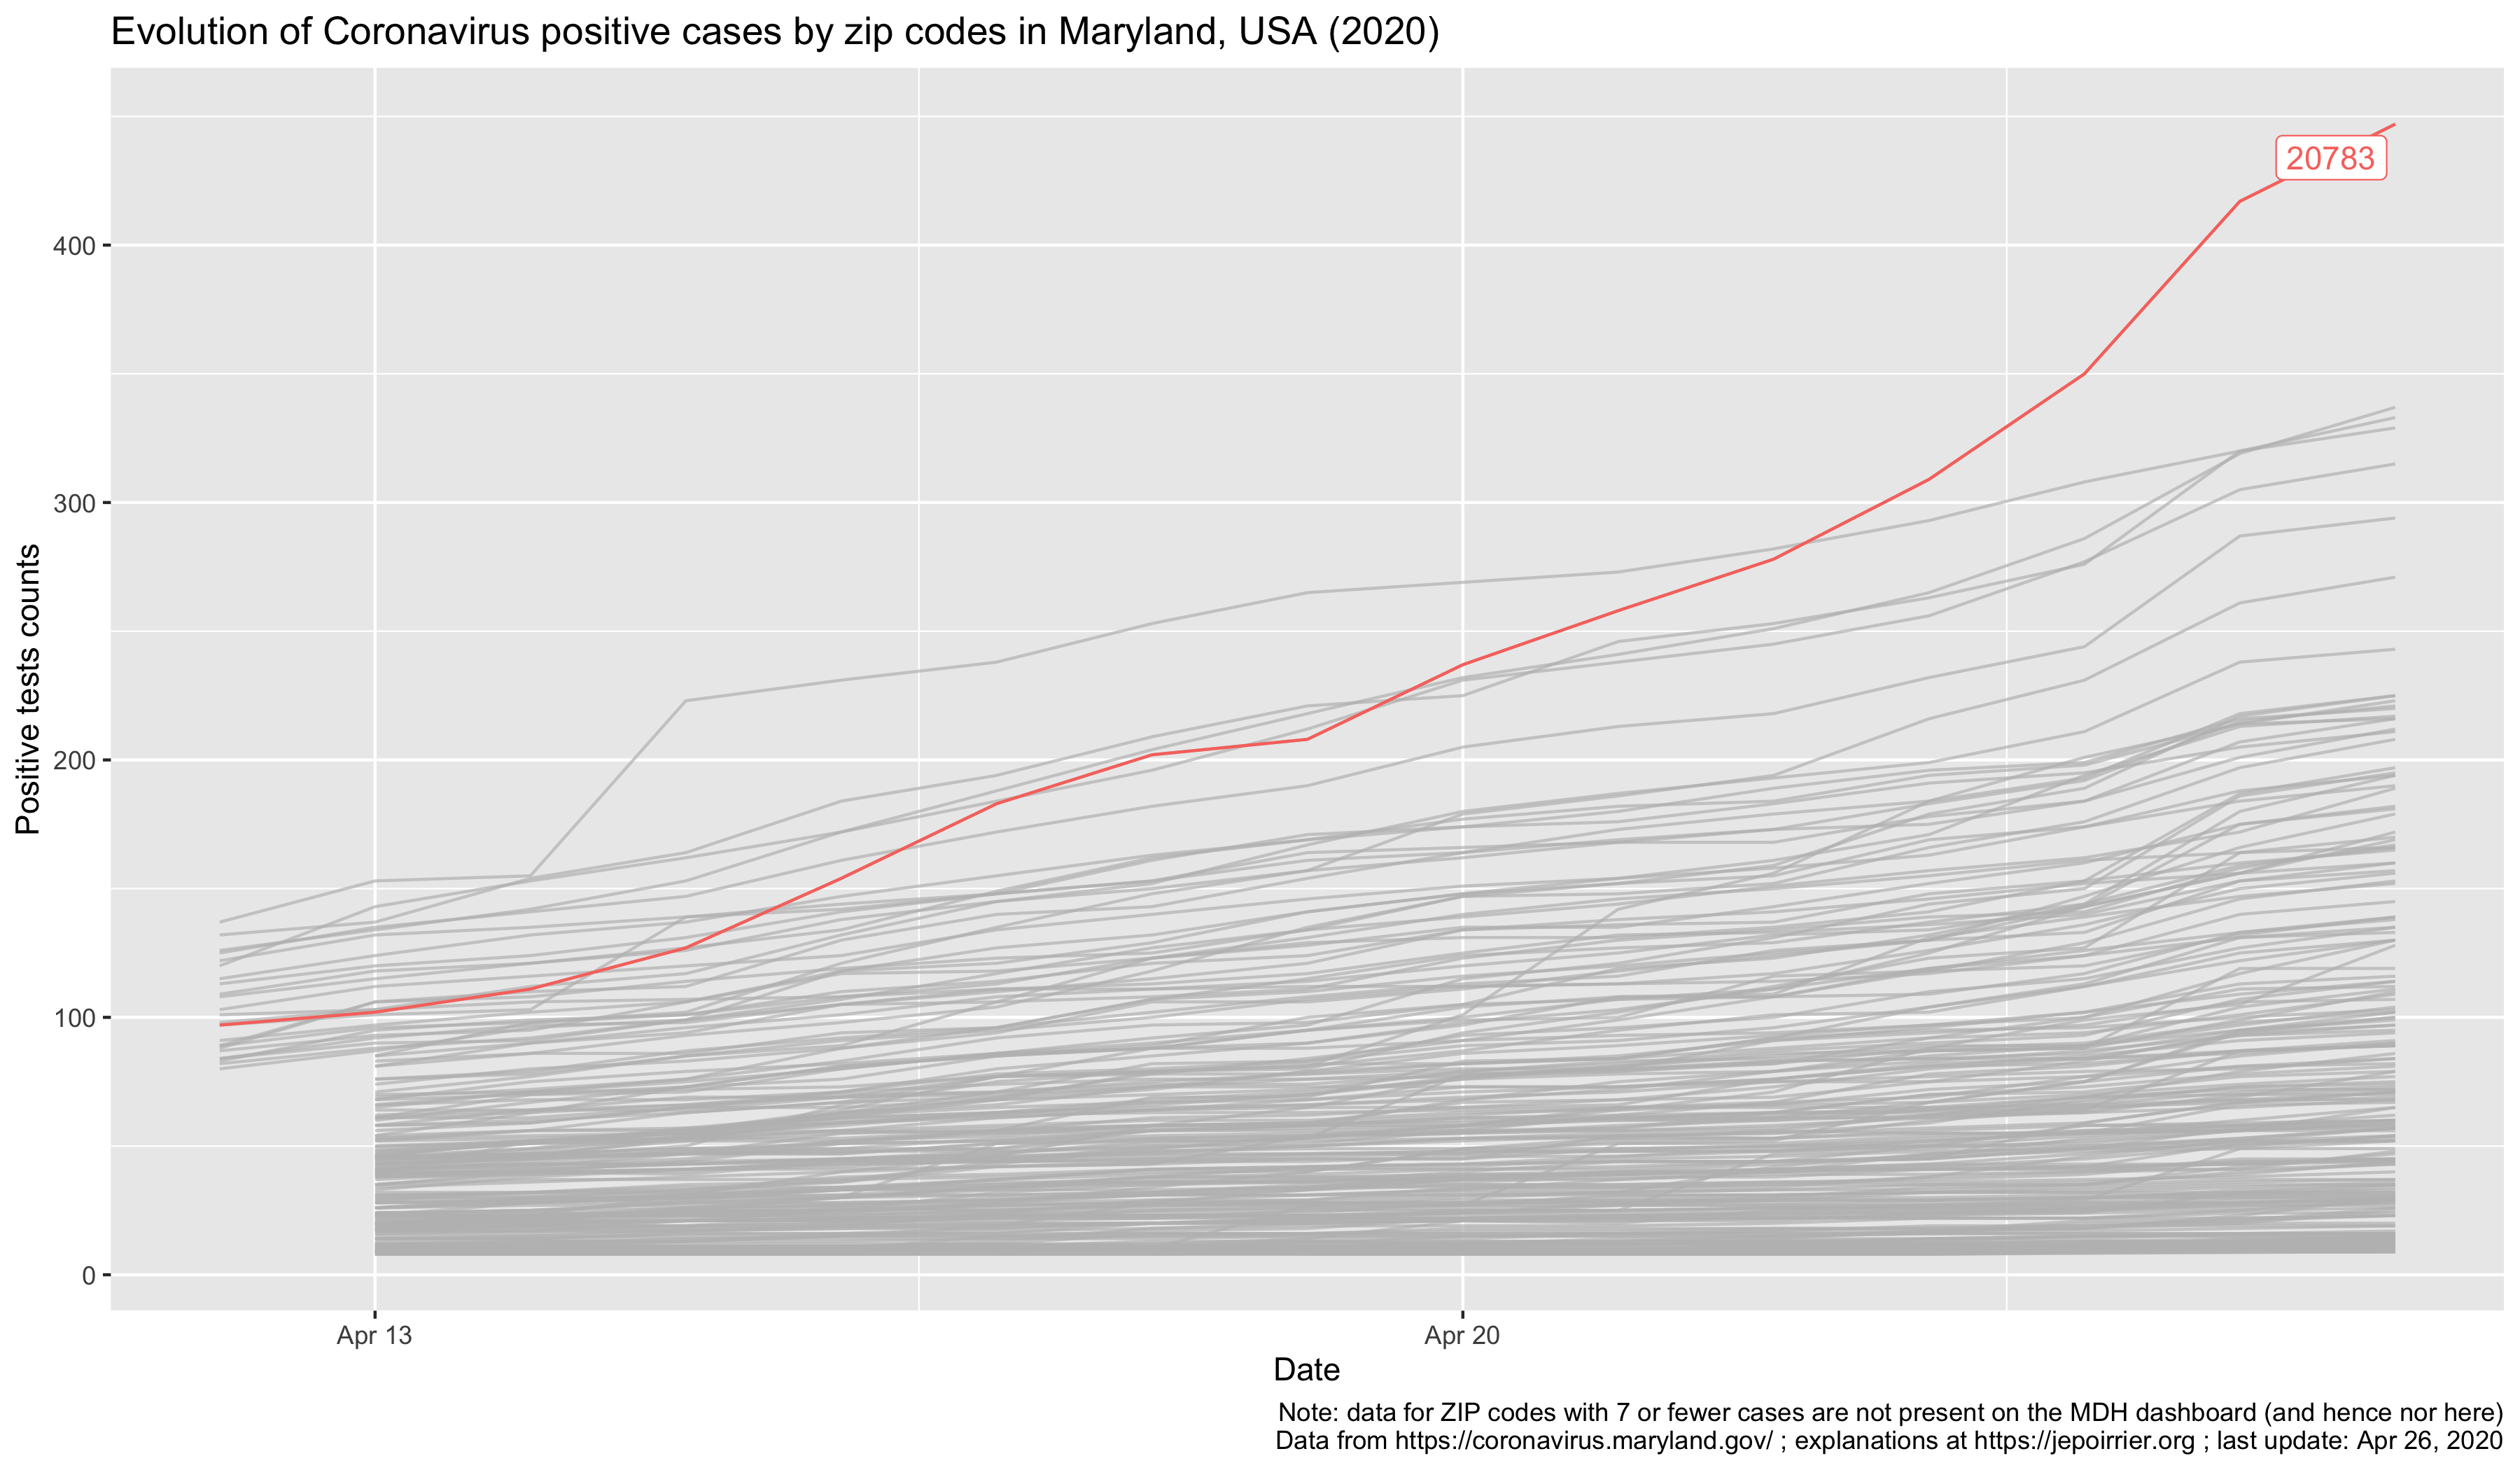 Evolution of Coronavirus positive cases by zip codes in Maryland, USA (2020)
20783
400
300
200
100
0
Positive tests counts
Apr 13
Apr 20
Date
Note: data for ZIP codes with 7 or fewer cases are not present on the MDH dashboard (and hence nor here)
Data from https://coronavirus.maryland.gov/ ; explanations at https://jepoirrier.org ; last update: Apr 26, 2020